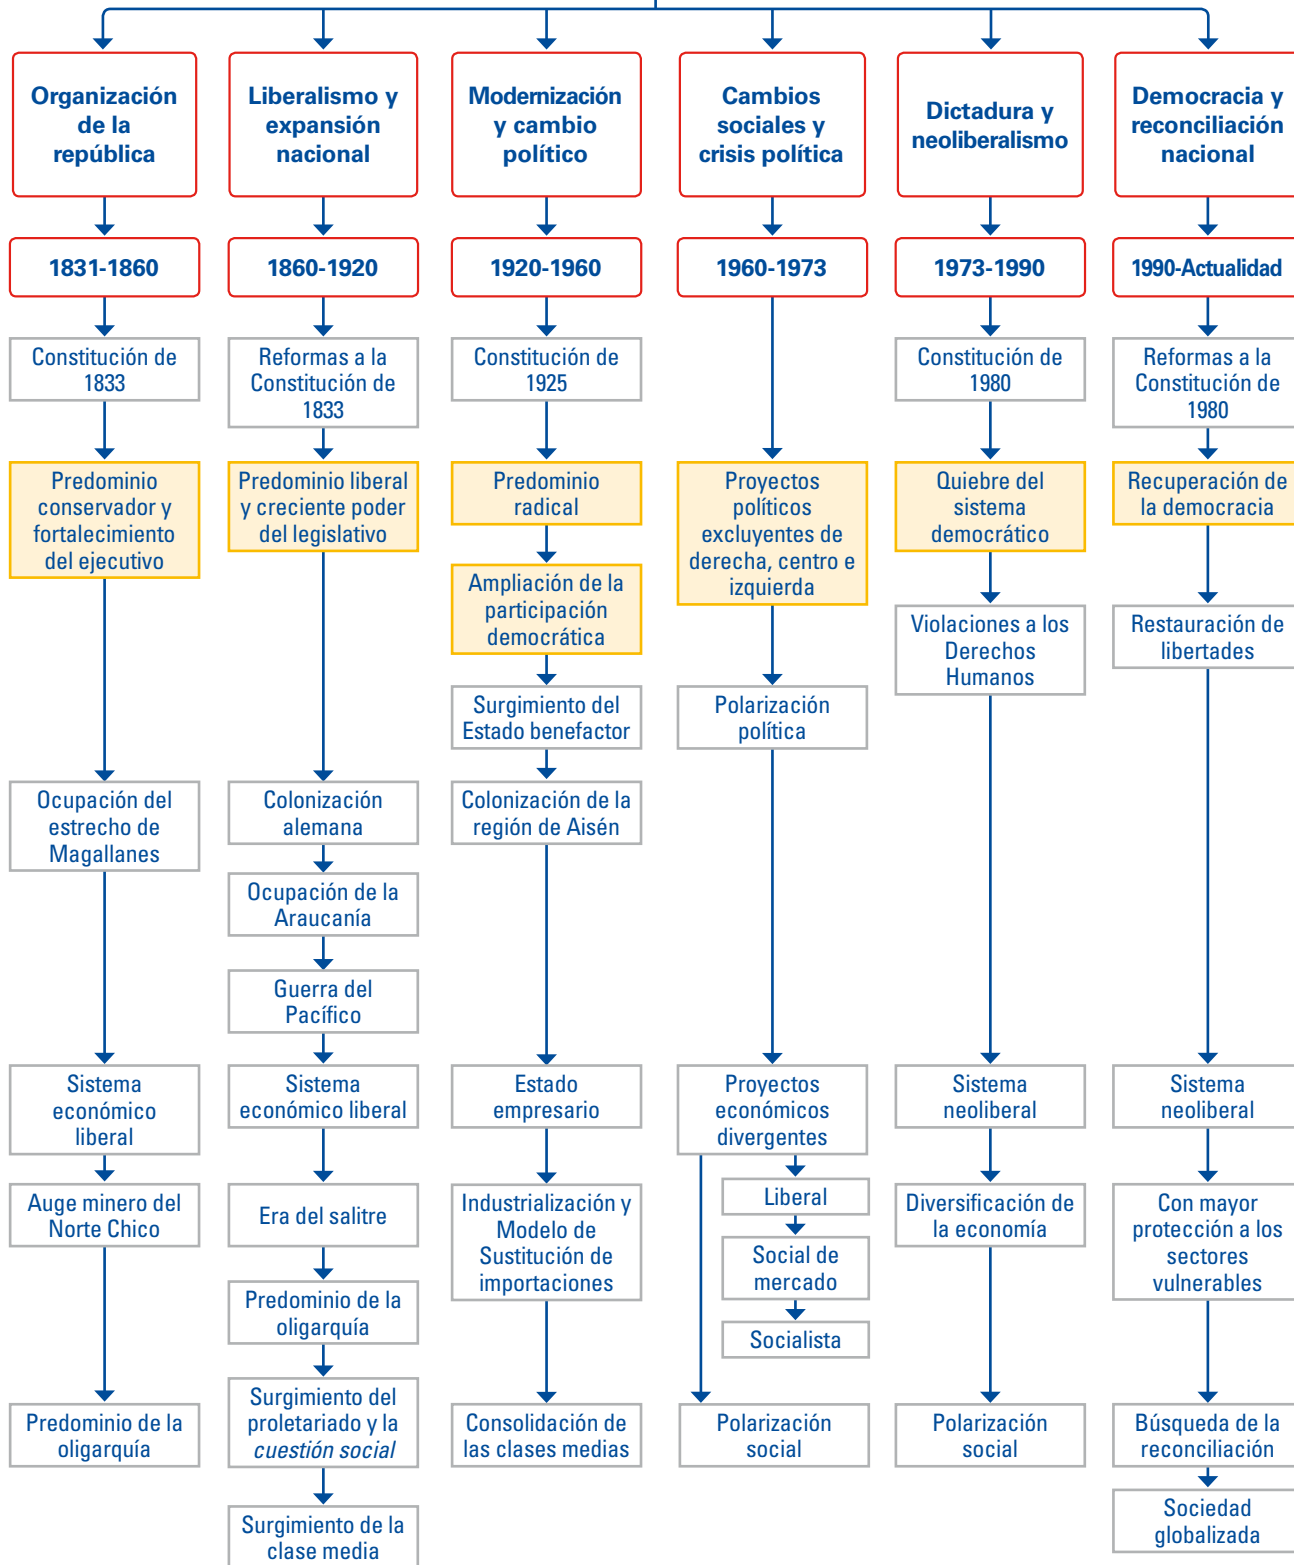 Organización
de la
república
1831-1860
Constitución de
1833
Predominio
conservador y
fortalecimiento
del ejecutivo
Ocupación del
estrecho de
Magallanes
Sistema
económico
liberal
Auge minero del
Norte Chico
Predominio de la
oligarquía
Liberalismo y
expansión
nacional
1860-1920
Reformas a la
Constitución de
1833
Predominio liberal
y creciente poder
del legislativo
Colonización
alemana
Ocupación de la
Araucanía
Guerra del
Pacífico
Sistema
económico liberal
Era del salitre
Predominio de la
oligarquía
Surgimiento del
proletariado y la
cuestión social
Surgimiento de la
clase media
Modernización
y cambio
político
1920-1960
Constitución de
1925
Predominio
radical
Ampliación de la
participación
democrática
Surgimiento del
Estado benefactor
Colonización de la
región de Aisén
Estado
empresario
Industrialización y
Modelo de
Sustitución de
importaciones
Consolidación de
las clases medias
Cambios
sociales y
crisis política
1960-1973
Proyectos
políticos
excluyentes de
derecha, centro e
izquierda
Polarización
política
Proyectos
económicos
divergentes
Liberal
Social de
mercado
Socialista
Polarización
social
Dictadura y
neoliberalismo
1973-1990
Constitución de
1980
Quiebre del
sistema
democrático
Violaciones a los
Derechos
Humanos
Sistema
neoliberal
Diversificación de
la economía
Polarización
social
Democracia y
reconciliación
nacional
1990-Actualidad
Reformas a la
Constitución de
1980
Recuperación de
la democracia
Restauración de
libertades
Sistema
neoliberal
Con mayor
protección a los
sectores
vulnerables
Búsqueda de la
reconciliación
Sociedad
globalizada